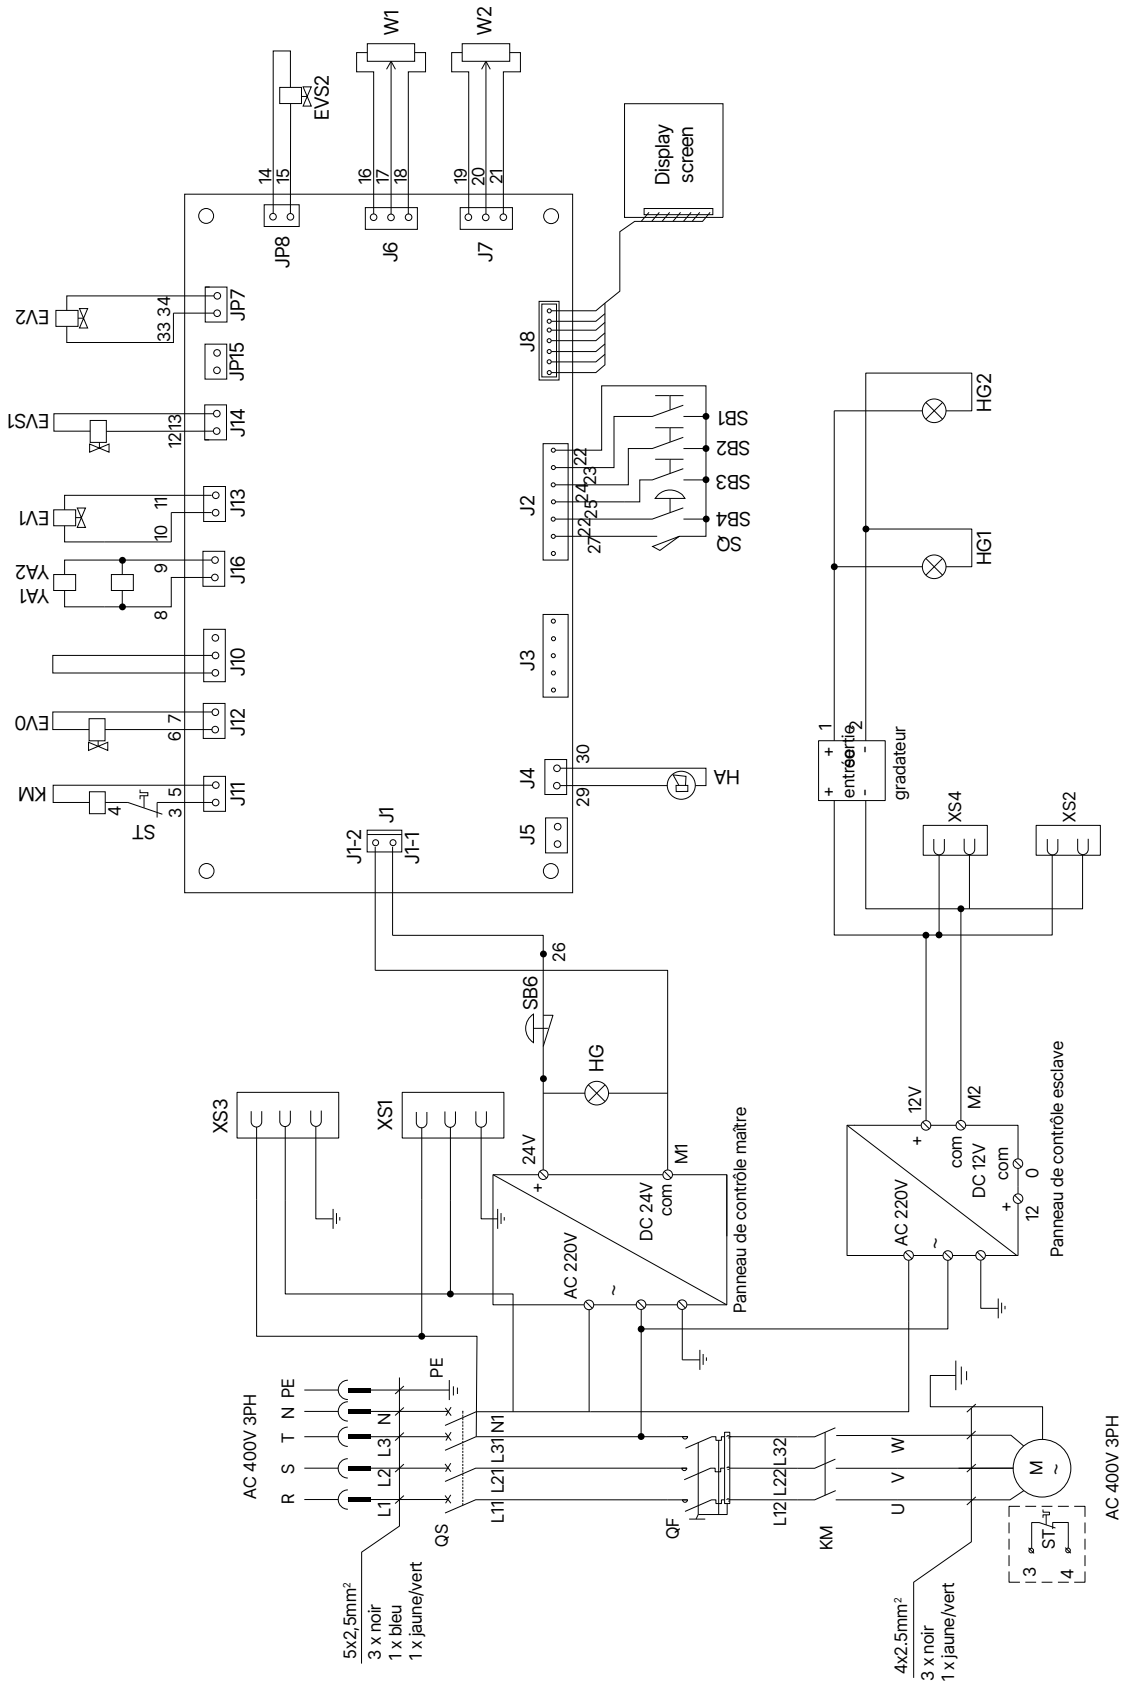 W1
W2
EVS2
14
15
16
17
18
19
20
21
JP8
J6
J7
Display
screen
EV2
33
34
JP7
JP15
EVS1
12
13
J14
EV1
10
11
J13
YA2
YA1
8
9
J16
J10
EV0
6
7
J12
KM
ST
4
3
5
J11
J8
J2
22
23
24
25
22
27
SB1
SB2
SB3
SB4
SQ
J3
J4
30
29
HA
J5
J1
J1-2
J1-1
26
SB6
HG
XS3
XS1
24V
+
M1
AC 220V
~
DC 24V
com
Panneau de contrôle maître
HG2
HG1
1
2
+
-
entrée
sortie
+
-
gradateur
XS4
XS2
12V
M2
+
com
AC 220V
~
DC 12V
com
+
0
12
Panneau de contrôle esclave
AC 400V 3PH
R
S
T
N
PE
L1
L2
L3
N
PE
QS
L11
L21
L31
N1
QF
L12
L22
L32
KM
U
V
W
M
~
AC 400V 3PH
ST
3
4
5x2,5mm²
3 x noir
1 x bleu
1 x jaune/vert
4x2.5mm²
3 x noir
1 x jaune/vert